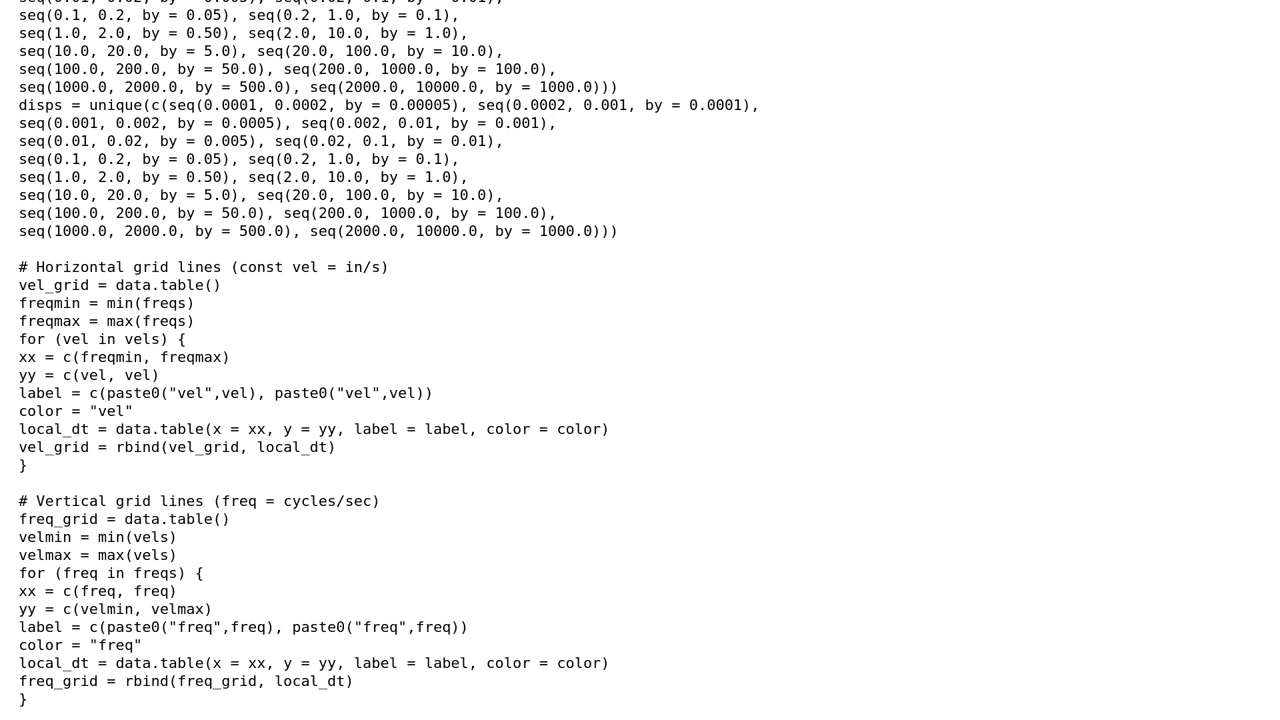 seq(0.01, 0.02, by = 0.005), seq(0.02, 0.1, by = 0.01),
seq(0.1, 0.2, by = 0.05), seq(0.2, 1.0, by = 0.1),
seq(1.0, 2.0, by = 0.50), seq(2.0, 10.0, by = 1.0),
seq(10.0, 20.0, by = 5.0), seq(20.0, 100.0, by = 10.0),
seq(100.0, 200.0, by = 50.0), seq(200.0, 1000.0, by = 100.0),
seq(1000.0, 2000.0, by = 500.0), seq(2000.0, 10000.0, by = 1000.0)))
disps = unique(c(seq(0.0001, 0.0002, by = 0.00005), seq(0.0002, 0.001, by = 0.0001),
seq(0.001, 0.002, by = 0.0005), seq(0.002, 0.01, by = 0.001),
seq(0.01, 0.02, by = 0.005), seq(0.02, 0.1, by = 0.01),
seq(0.1, 0.2, by = 0.05), seq(0.2, 1.0, by = 0.1),
seq(1.0, 2.0, by = 0.50), seq(2.0, 10.0, by = 1.0),
seq(10.0, 20.0, by = 5.0), seq(20.0, 100.0, by = 10.0),
seq(100.0, 200.0, by = 50.0), seq(200.0, 1000.0, by = 100.0),
seq(1000.0, 2000.0, by = 500.0), seq(2000.0, 10000.0, by = 1000.0)))
# Horizontal grid lines (const vel = in/s)
vel_grid = data.table()
freqmin = min(freqs)
freqmax = max(freqs)
for (vel in vels) {
xx = c(freqmin, freqmax)
yy = c(vel, vel)
label = c(paste0("vel",vel), paste0("vel",vel))
color = "vel"
local_dt = data.table(x = xx, y = yy, label = label, color = color)
vel_grid = rbind(vel_grid, local_dt)
}
# Vertical grid lines (freq = cycles/sec)
freq_grid = data.table()
velmin = min(vels)
velmax = max(vels)
for (freq in freqs) {
xx = c(freq, freq)
yy = c(velmin, velmax)
label = c(paste0("freq",freq), paste0("freq",freq))
color = "freq"
local_dt = data.table(x = xx, y = yy, label = label, color = color)
freq_grid = rbind(freq_grid, local_dt)
}